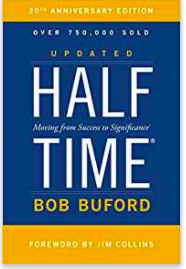 20TH ANNIVERSARY EDITION
OVER 750,000 SOLD
UPDATED
HALF
Moving from Success to Significance
TIME®
BOB BUFORD
FOREWORD BY JIM COLLINS